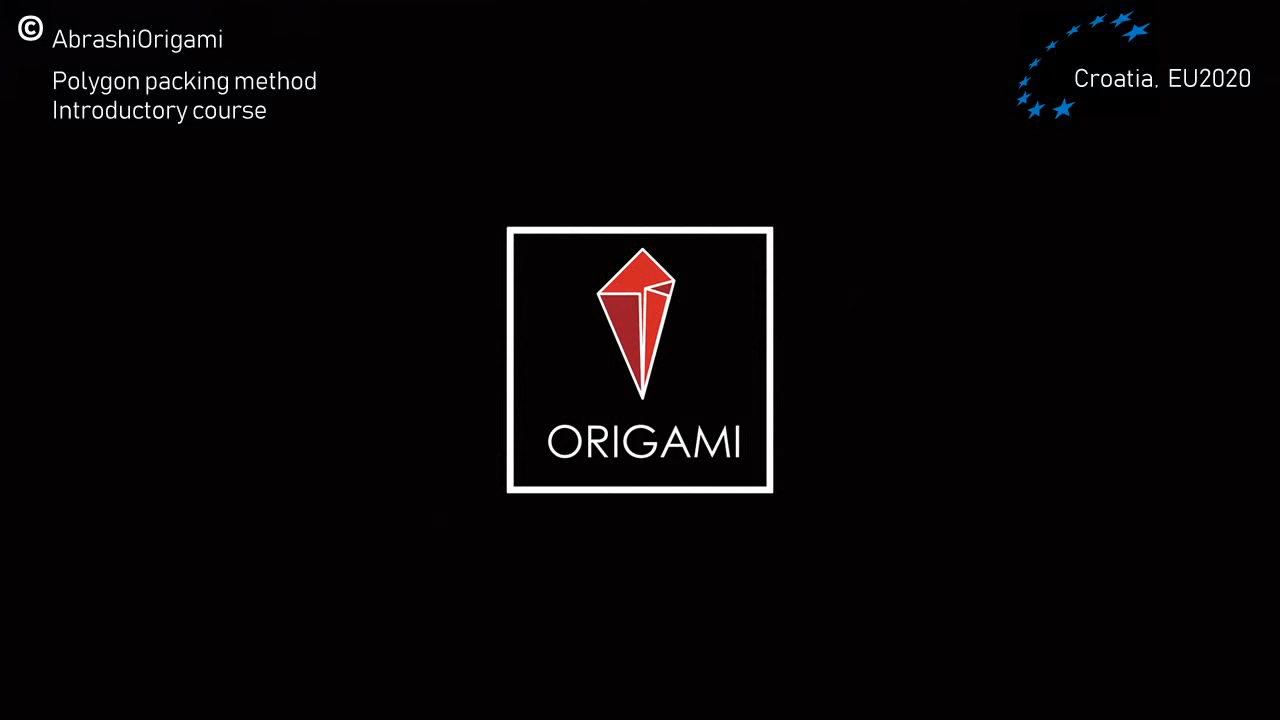 © AbrashiOrigami
Polygon packing method
Introductory course
Croatia, EU2020
ORIGAMI